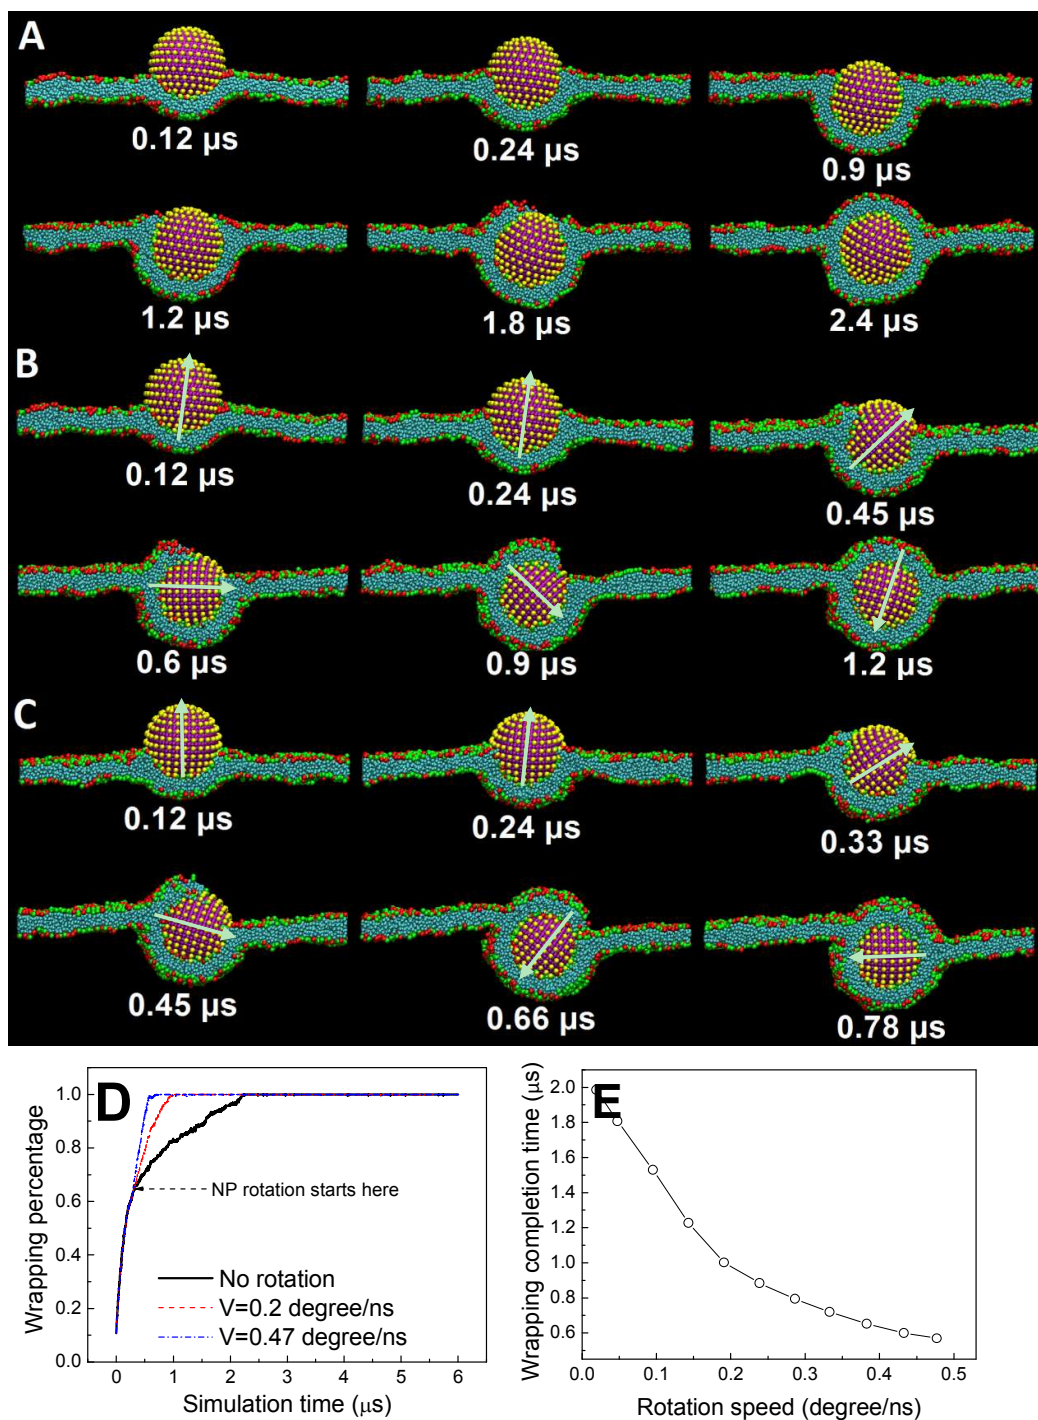 A
0.12 µs
0.24 µs
0.9 µs
1.2 µs
1.8 µs
2.4 µs
B
0.12 µs
0.24 µs
0.45 µs
0.6 µs
0.9 µs
1.2 µs
C
0.12 µs
0.24 µs
0.33 µs
0.45 µs
0.66 µs
0.78 µs
D
Wrapping percentage
1.0
0.8
0.6
0.4
0.2
0.0
NP rotation starts here
No rotation
V=0.2 degree/ns
V=0.47 degree/ns
0 1 2 3 4 5 6
Simulation time (µs)
E
Wrapping completion time (µs)
2.0
1.8
1.6
1.4
1.2
1.0
0.8
0.6
0.0 0.1 0.2 0.3 0.4 0.5
Rotation speed (degree/ns)